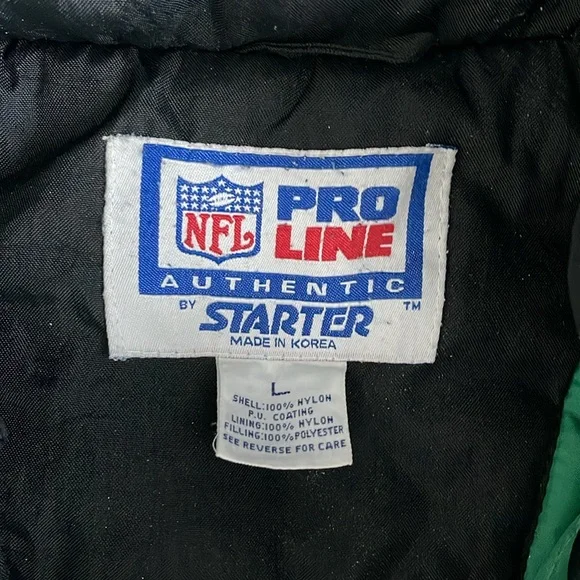 NFL
PRO
LINE
AUTHENTIC
BY STARTER ™
MADE IN KOREA
L
SHELL:100% NYLON
P.U. COATING
LINING:100% NYLON
FILLING:100%POLYESTER
SEE REVERSE FOR CARE